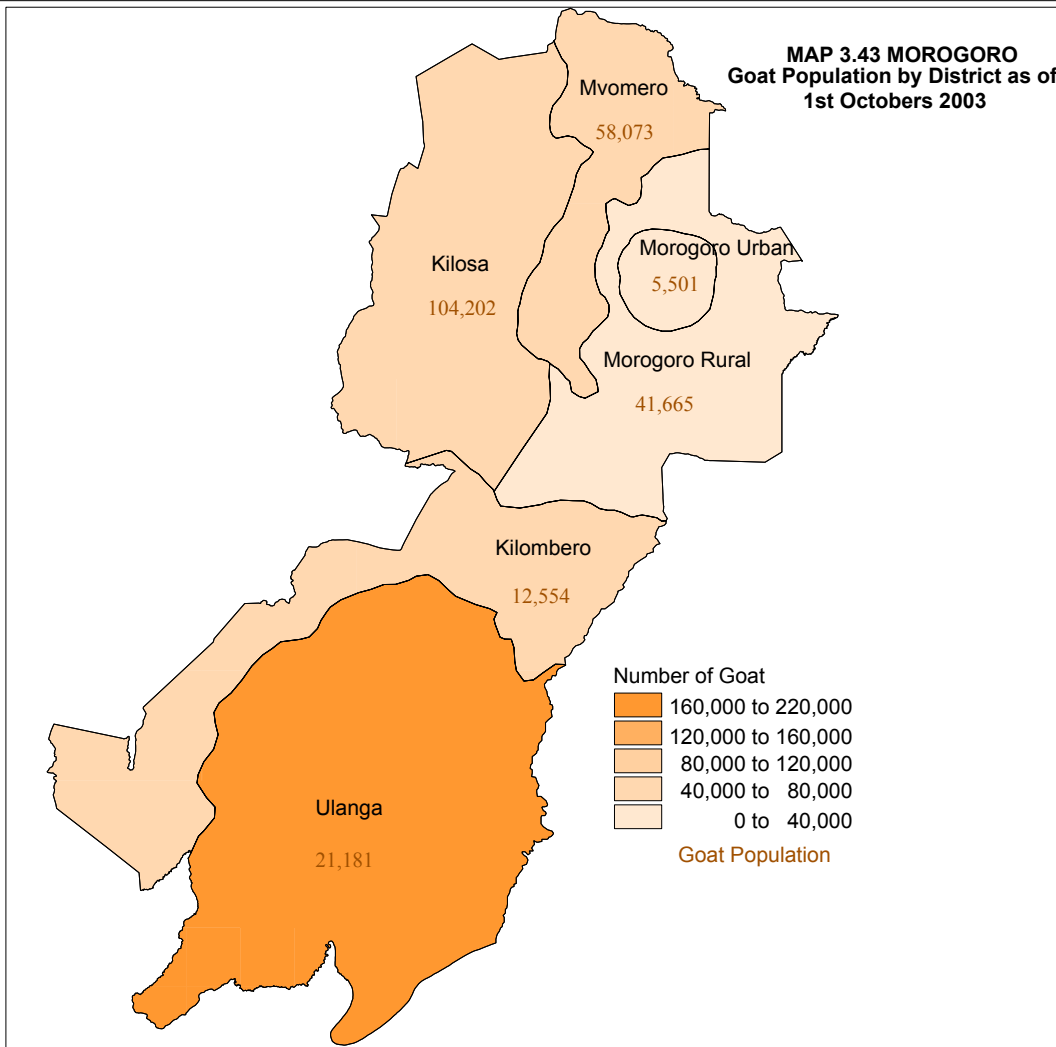 MAP 3.43 MOROGORO
Goat Population by District as of
1st Octobers 2003
Mvomero
58,073
Morogoro Urban
5,501
Kilosa
104,202
Morogoro Rural
41,665
Kilombero
12,554
Ulanga
21,181
Number of Goat
160,000 to 220,000
120,000 to 160,000
80,000 to 120,000
40,000 to 80,000
0 to 40,000
Goat Population